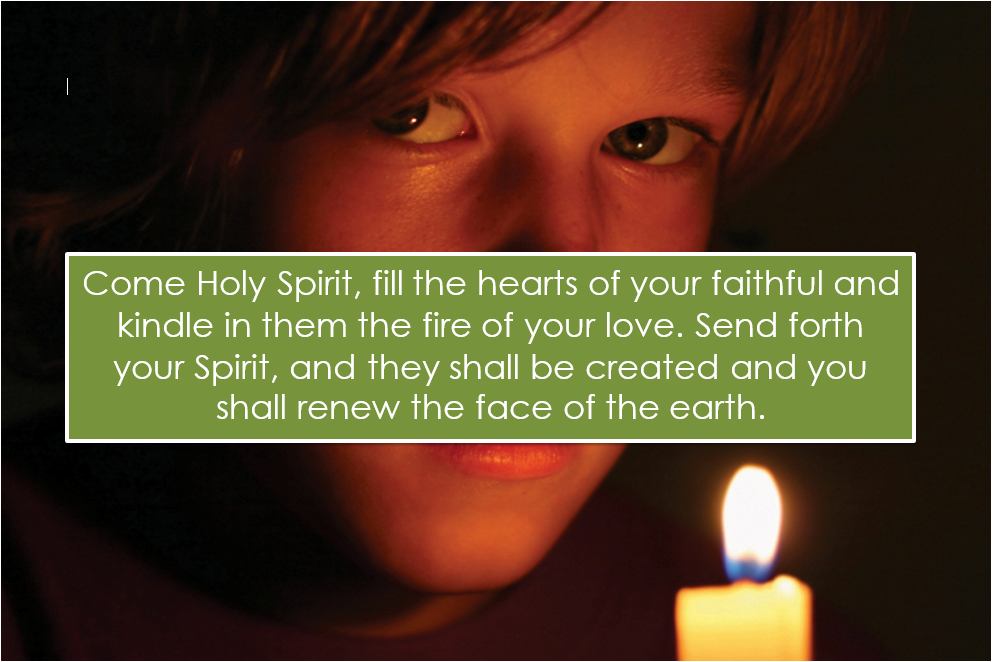 Come Holy Spirit, fill the hearts of your faithful and
kindle in them the fire of your love. Send forth
your Spirit, and they shall be created and you
shall renew the face of the earth.